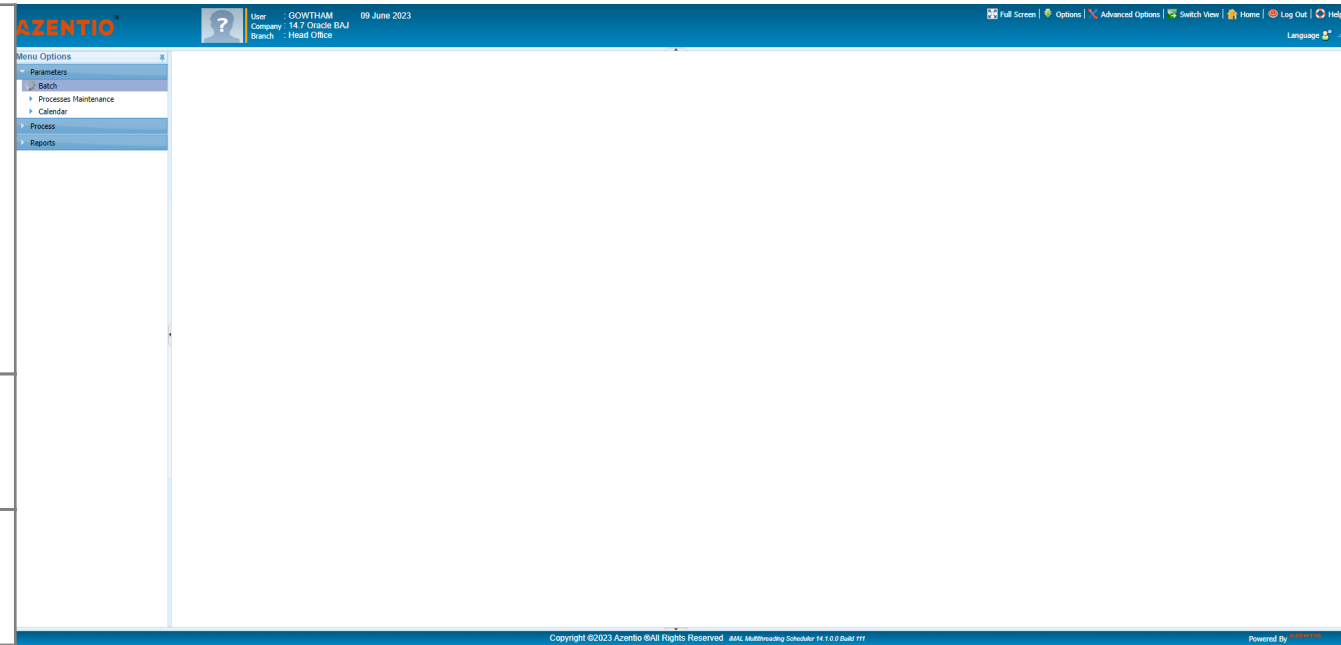 AZENTIO™
User : GOWTHAM 09 June 2023
Company : 14.7 Oracle BAJ
Branch : Head Office
Full Screen | Options | Advanced Options | Switch View | Home | Log Out | Help
Language
Menu Options
Parameters
Batch
Processes Maintenance
Calendar
Process
Reports
Copyright ©2023 Azentio ®All Rights Reserved iMAL Multithreading Scheduler 14.1.0.0 Build 111
Powered By AZENTIO